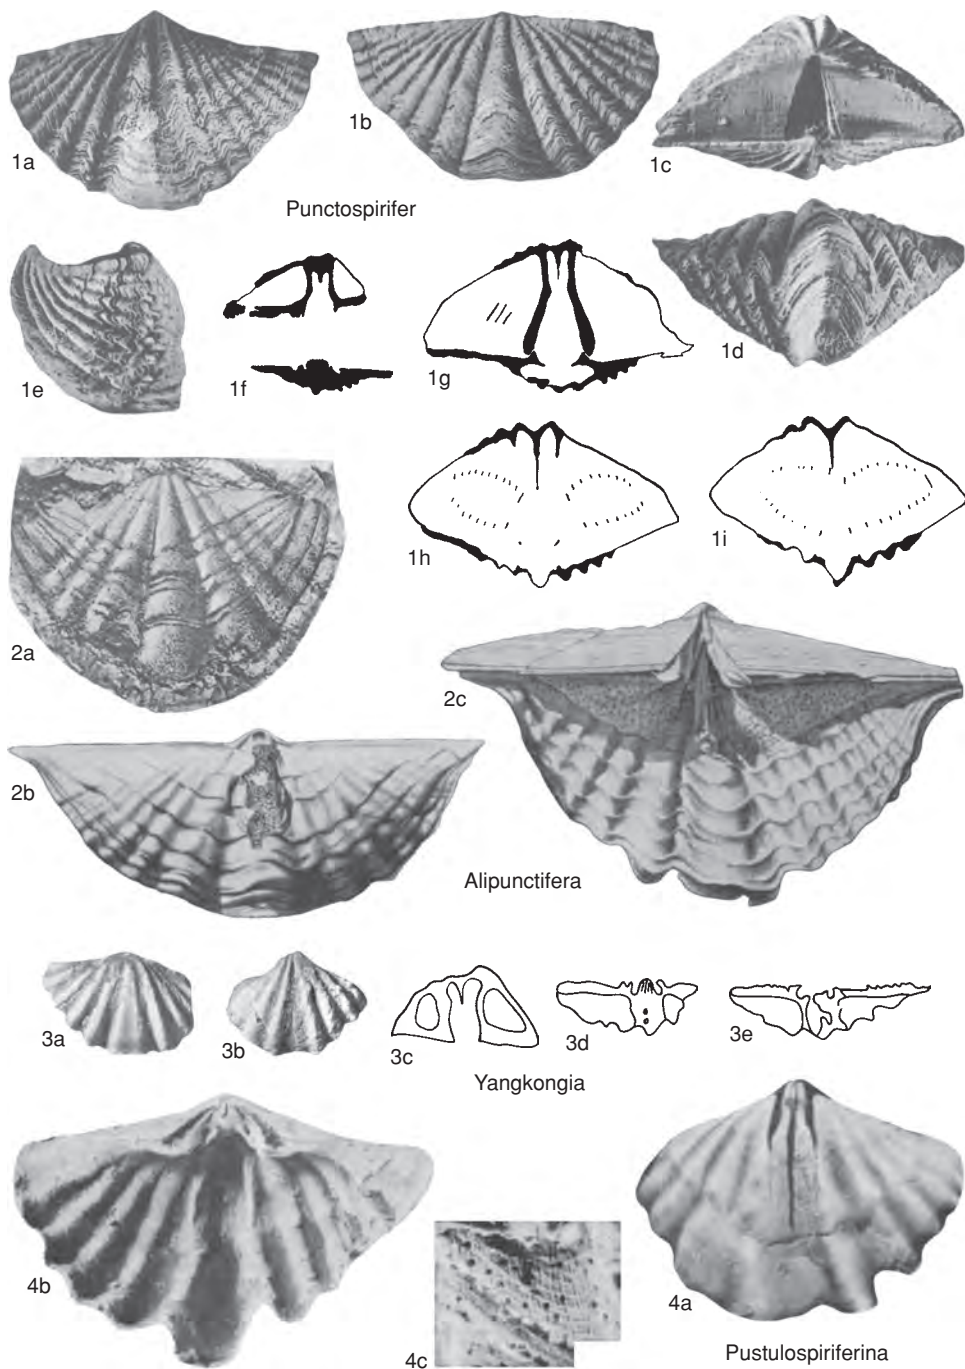 1a
1b
1c
Punctospirifer
1e
1f
1g
1d
1h
1i
2a
2c
2b
Alipunctifera
3a
3b
3c
3d
3e
Yangkongia
4b
4c
4a
Pustulospiriferina